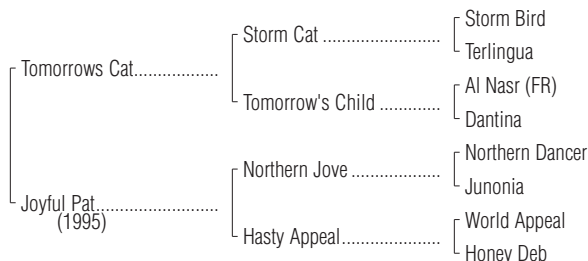 Storm Bird
Storm Cat ..........................
Terlingua
Tomorrows Cat...................
Al Nasr (FR)
Tomorrow's Child ................
Dantina
Northern Dancer
Northern Jove ....................
Junonia
Joyful Pat...........................
(1995)
World Appeal
Hasty Appeal......................
Honey Deb